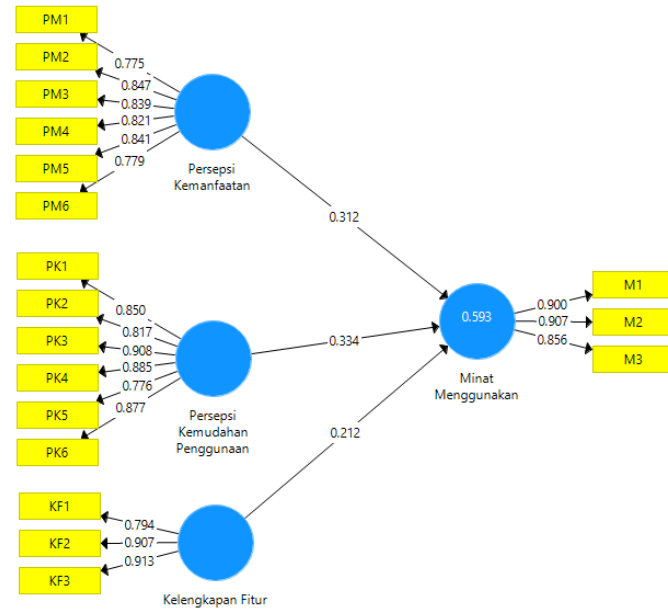 PM1
PM2
PM3
PM4
PM5
PM6
0.775
0.847
0.839
0.821
0.841
0.779
Persepsi
Kemanfaatan
0.312
PK1
PK2
PK3
PK4
PK5
PK6
0.850
0.817
0.908
0.885
0.776
0.877
Persepsi
Kemudahan
Penggunaan
0.334
KF1
KF2
KF3
0.794
0.907
0.913
Kelengkapan Fitur
0.212
0.593
Minat
Menggunakan
0.900
0.907
0.856
M1
M2
M3